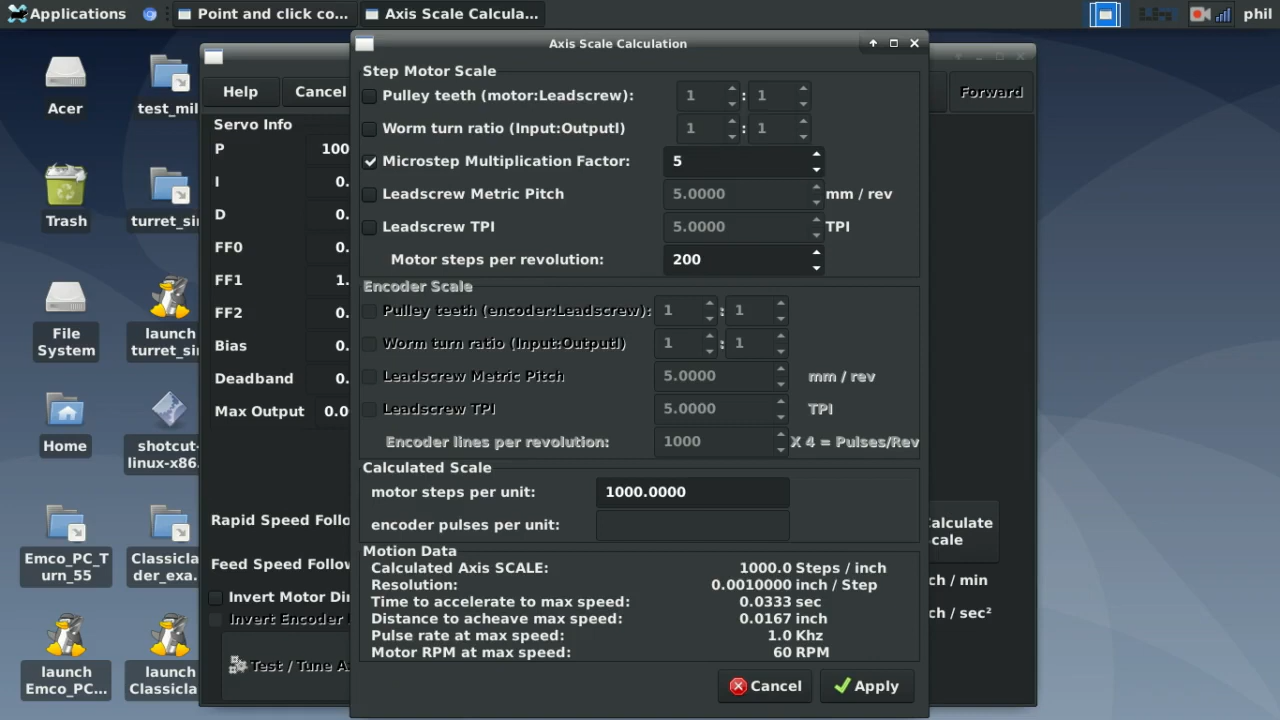 Applications
Point and click co...
Axis Scale Calcula...
phil
Acer
test_mil
Trash
turret_sin
File
System
launch
turret_sin
Home
shotcut-
linux-x86.
Emco_PC_T
urn_55
Classicla
der_exa.
launch
Emco_PC...
launch
Classicla
Help
Cancel
Forward
Servo Info
P 100
I 0.
D 0.
FF0 0.
FF1 1.
FF2 0.
Bias 0.
Deadband 0.
Max Output 0.0
Rapid Speed Follo
Feed Speed Follow
Invert Motor Di
Invert Encoder
Test / Tune Ax
alculate
cale
ch / min
ch / sec²
Axis Scale Calculation
Step Motor Scale
Pulley teeth (motor:Leadscrew): 1 : 1
Worm turn ratio (Input:Outputl) 1 : 1
Microstep Multiplication Factor: 5
Leadscrew Metric Pitch 5.0000 mm / rev
Leadscrew TPI 5.0000 TPI
Motor steps per revolution: 200
Encoder Scale
Pulley teeth (encoder:Leadscrew): 1 : 1
Worm turn ratio (Input:Outputl) 1 : 1
Leadscrew Metric Pitch 5.0000 mm / rev
Leadscrew TPI 5.0000 TPI
Encoder lines per revolution: 1000 X 4 = Pulses/Rev
Calculated Scale
motor steps per unit: 1000.0000
encoder pulses per unit:
Motion Data
Calculated Axis SCALE: 1000.0 Steps / inch
Resolution: 0.0010000 inch / Step
Time to accelerate to max speed: 0.0333 sec
Distance to acheave max speed: 0.0167 inch
Pulse rate at max speed: 1.0 Khz
Motor RPM at max speed: 60 RPM
Cancel
Apply